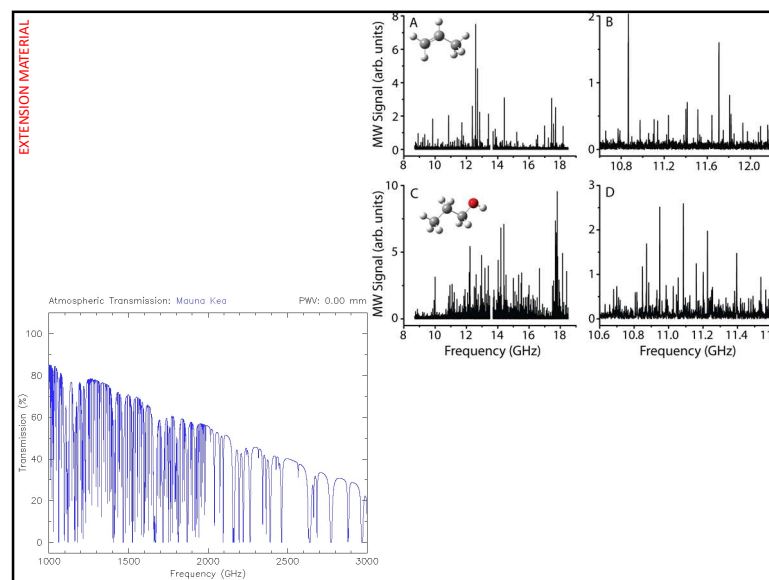 EXTENSION MATERIAL
A
MW Signal (arb. units)
8
6
4
2
0
8 10 12 14 16 18
B
2
1
0
10.8 11.2 11.6 12.0
C
MW Signal (arb. units)
10
5
0
8 10 12 14 16 18
Frequency (GHz)
D
3
2
1
0
10.6 10.8 11.0 11.2 11.4
Frequency (GHz)
Atmospheric Transmission: Mauna Kea PWV: 0.00 mm
Transmission (%)
100
80
60
40
20
0
1000 1500 2000 2500 3000
Frequency (GHz)